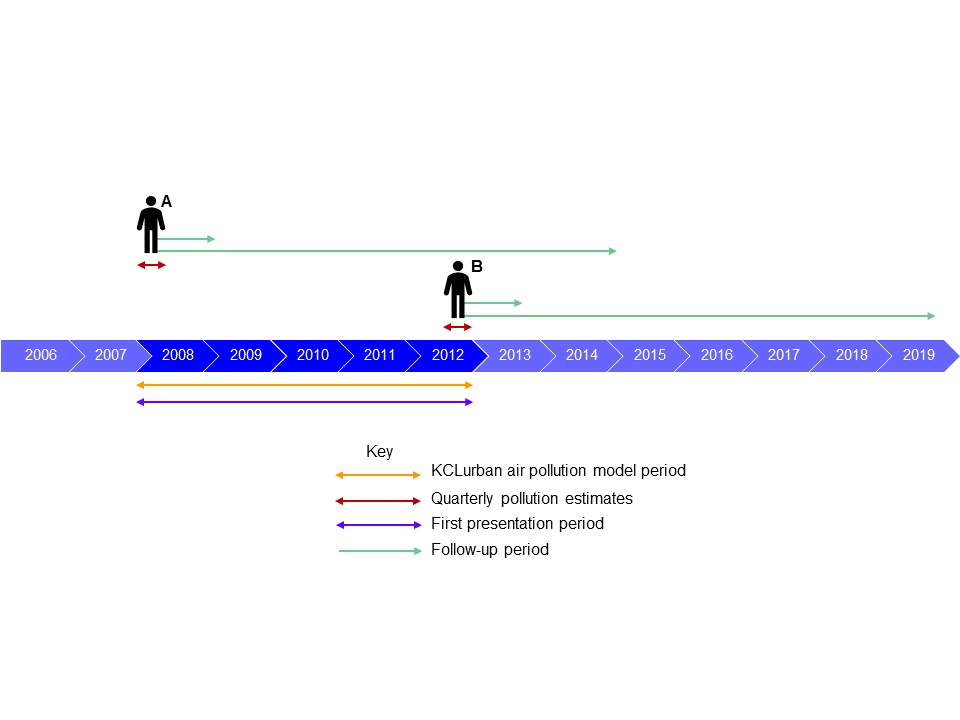 A
B
2006 2007 2008 2009 2010 2011 2012 2013 2014 2015 2016 2017 2018 2019
Key
KCLurban air pollution model period
Quarterly pollution estimates
First presentation period
Follow-up period